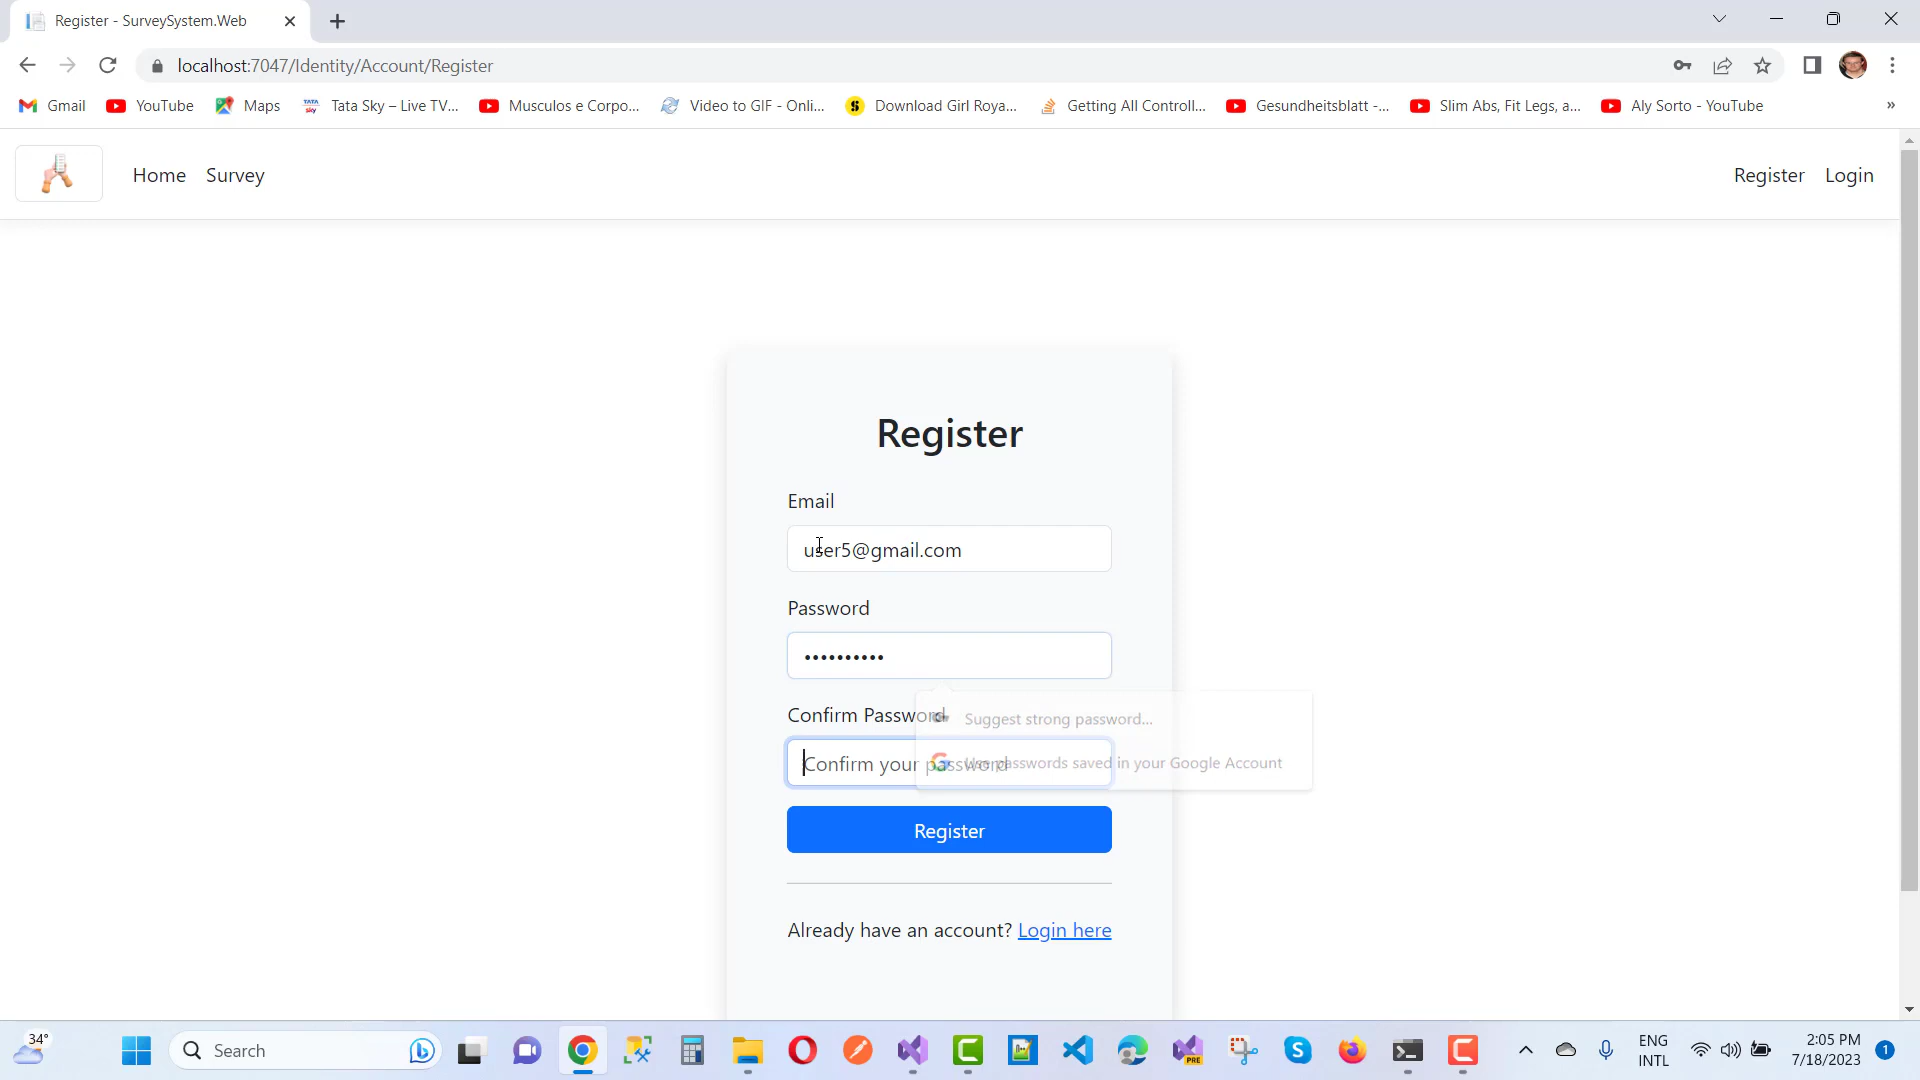 Register - SurveySystem.Web
localhost:7047/Identity/Account/Register
Gmail
YouTube
Maps
Tata Sky – Live TV...
Musculos e Corpo...
Video to GIF - Onli...
Download Girl Roya...
Getting All Controll...
Gesundheitsblatt -...
Slim Abs, Fit Legs, a...
Aly Sorto - YouTube
»
Home
Survey
Register
Login
Register
Email
user5@gmail.com
Password
••••••••••
Confirm Password
Suggest strong password...
Confirm your password
Use passwords saved in your Google Account
Register
Already have an account? Login here
34°
Search
PRE
ENG
INTL
2:05 PM
7/18/2023
1